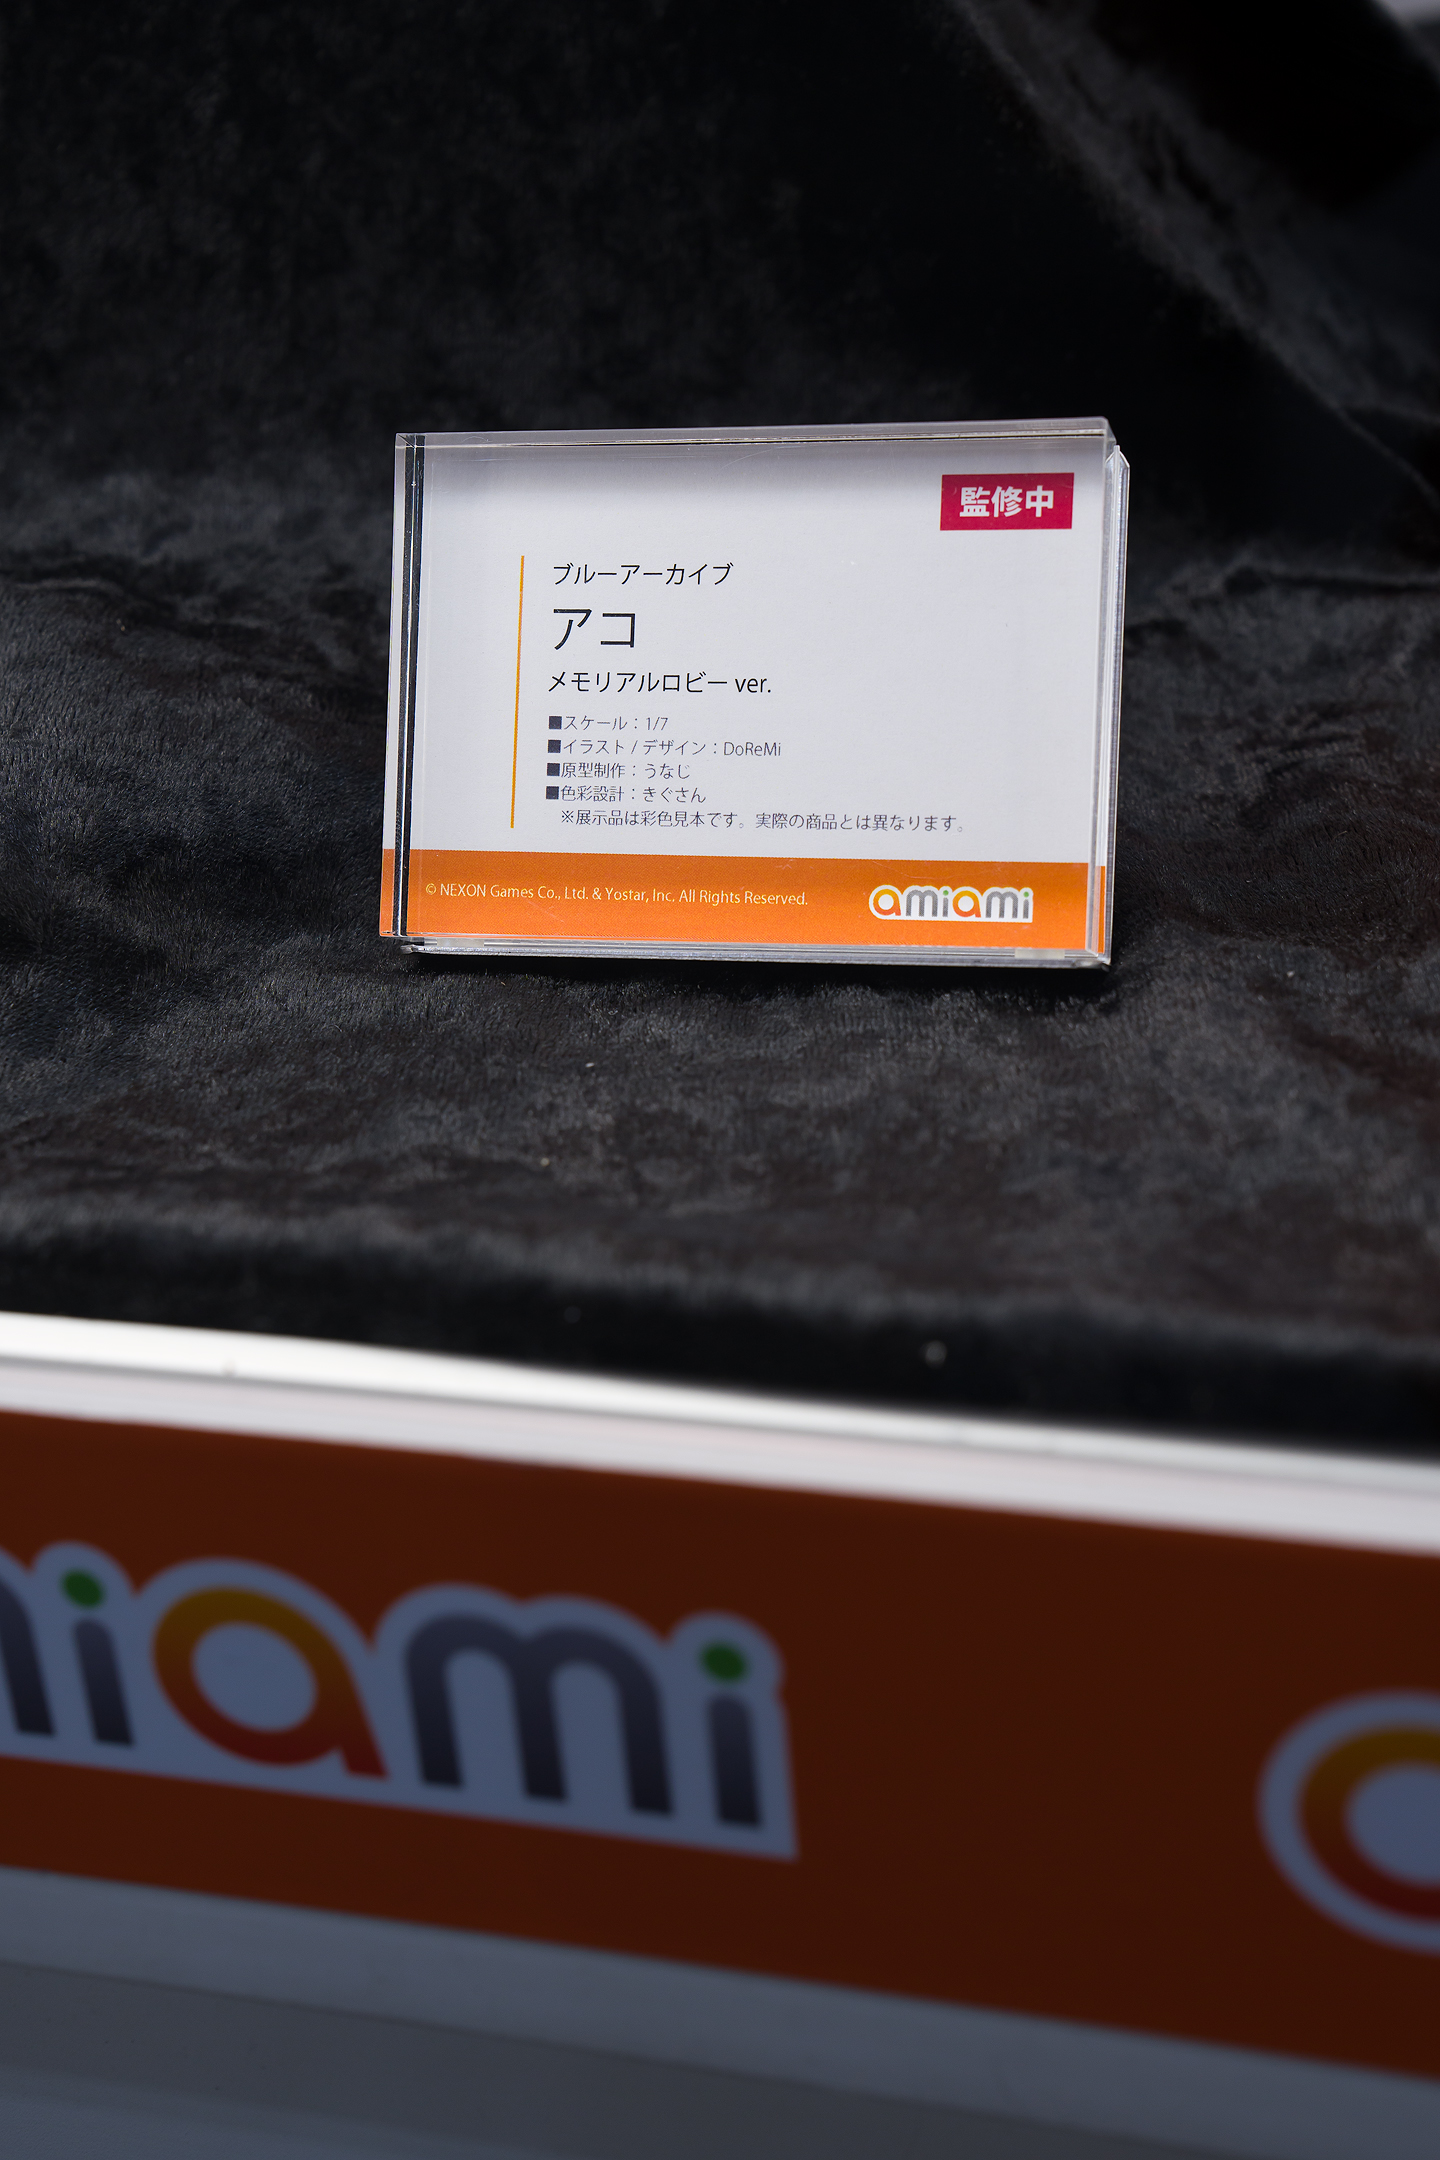 監修中
ブルーアーカイブ
アコ
メモリアルロビー ver.
■スケール：1/7
■イラスト / デザイン：DoReMi
■原型制作：うなじ
■色彩設計：きぐさん
※展示品は彩色見本です。実際の商品とは異なります。
© NEXON Games Co., Ltd. & Yostar, Inc. All Rights Reserved.
amiami
miami
a